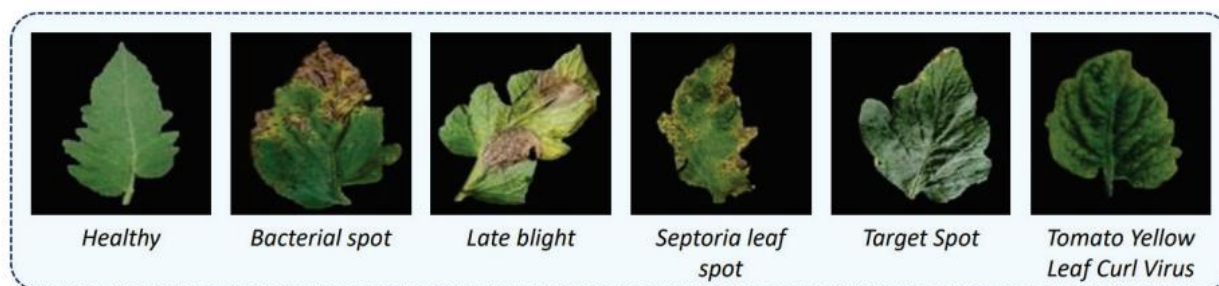 Healthy
Bacterial spot
Late blight
Septoria leaf
spot
Target Spot
Tomato Yellow
Leaf Curl Virus